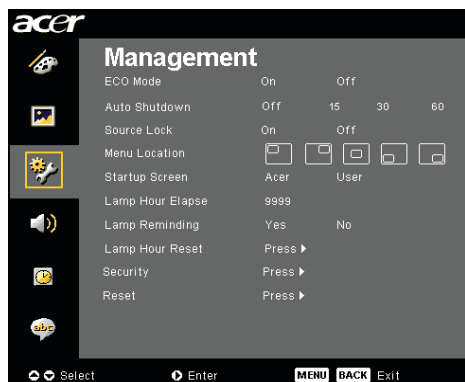 acer
Management
ECO Mode On Off
Auto Shutdown Off 15 30 60
Source Lock On Off
Menu Location
Startup Screen Acer User
Lamp Hour Elapse 9999
Lamp Reminding Yes No
Lamp Hour Reset Press
Security Press
Reset Press
abc
Select Enter MENU BACK Exit